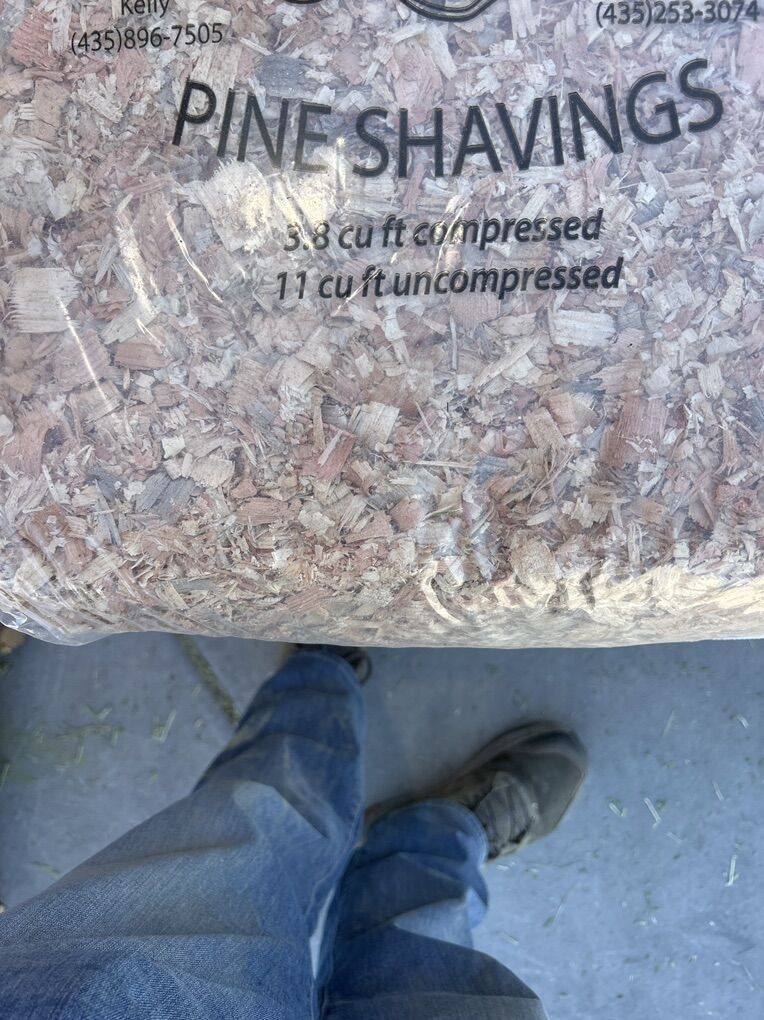 Kelly
(435)896-7505
(435)253-3074
PINE SHAVINGS
3.8 cu ft compressed
11 cu ft uncompressed